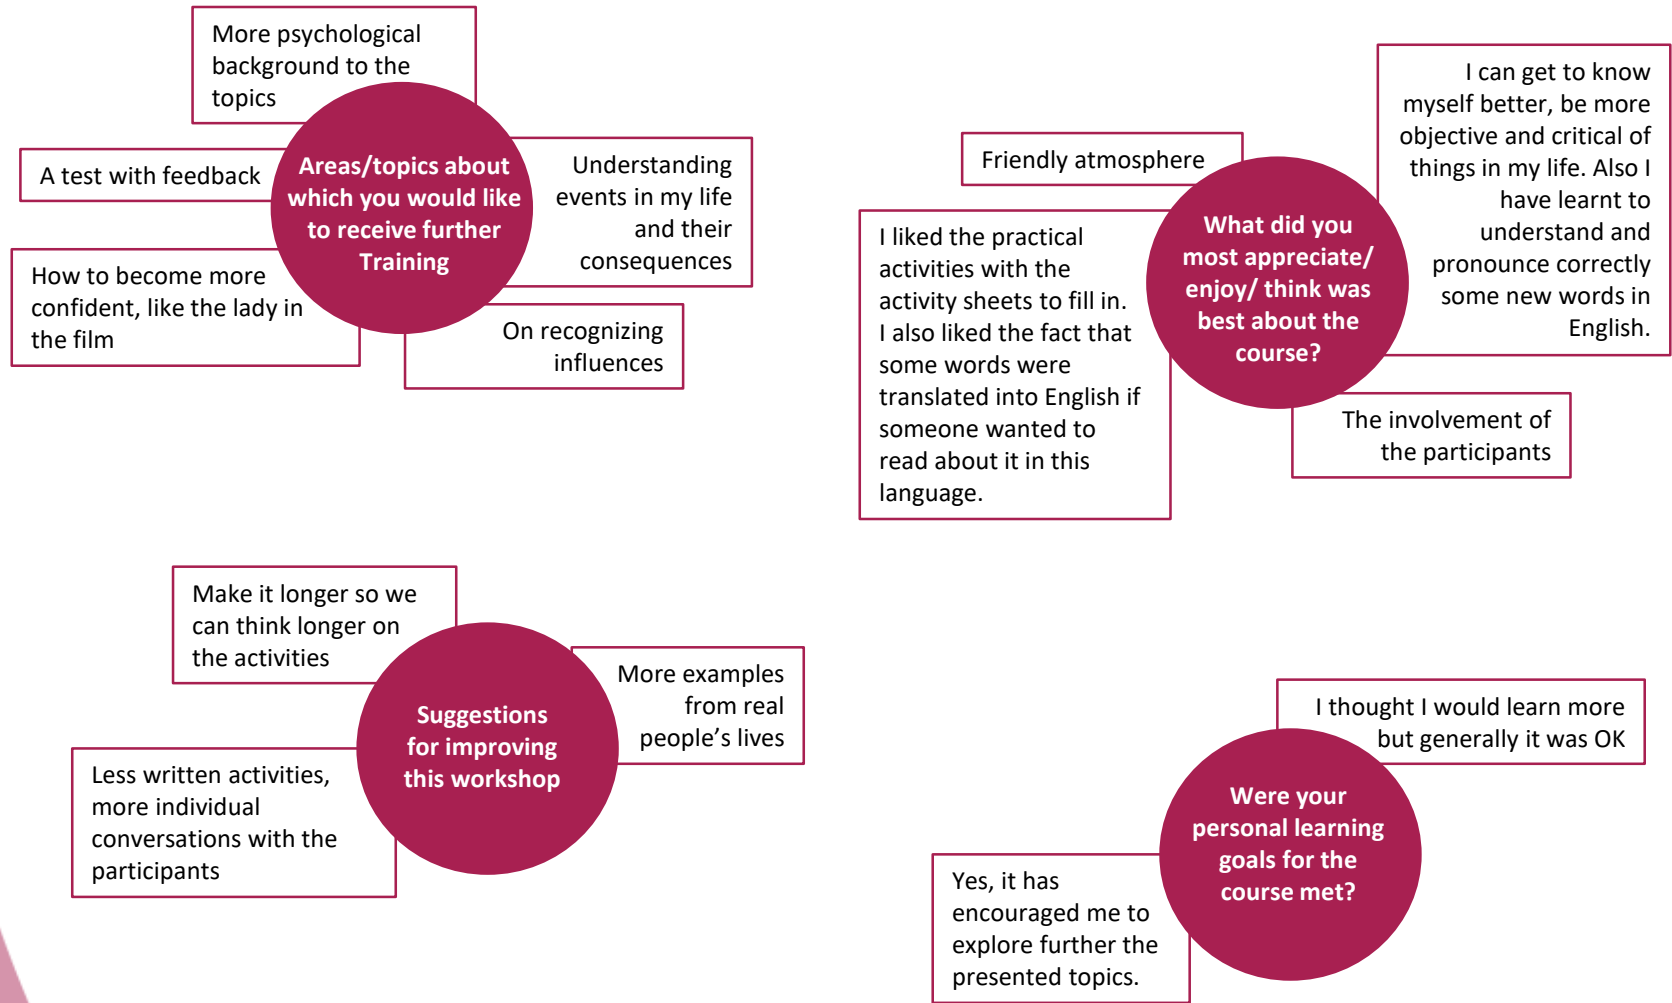 More psychological
background to the
topics
A test with feedback
Areas/topics about
which you would like
to receive further
Training
Understanding
events in my life
and their
consequences
How to become more
confident, like the lady in
the film
On recognizing
influences
Friendly atmosphere
I can get to know
myself better, be more
objective and critical of
things in my life. Also I
have learnt to
understand and
pronounce correctly
some new words in
English.
What did you
most appreciate/
enjoy/ think was
best about the
course?
I liked the practical
activities with the
activity sheets to fill in.
I also liked the fact that
some words were
translated into English if
someone wanted to
read about it in this
language.
The involvement of
the participants
Make it longer so we
can think longer on
the activities
More examples
from real
people’s lives
Suggestions
for improving
this workshop
Less written activities,
more individual
conversations with the
participants
I thought I would learn more
but generally it was OK
Were your
personal learning
goals for the
course met?
Yes, it has
encouraged me to
explore further the
presented topics.